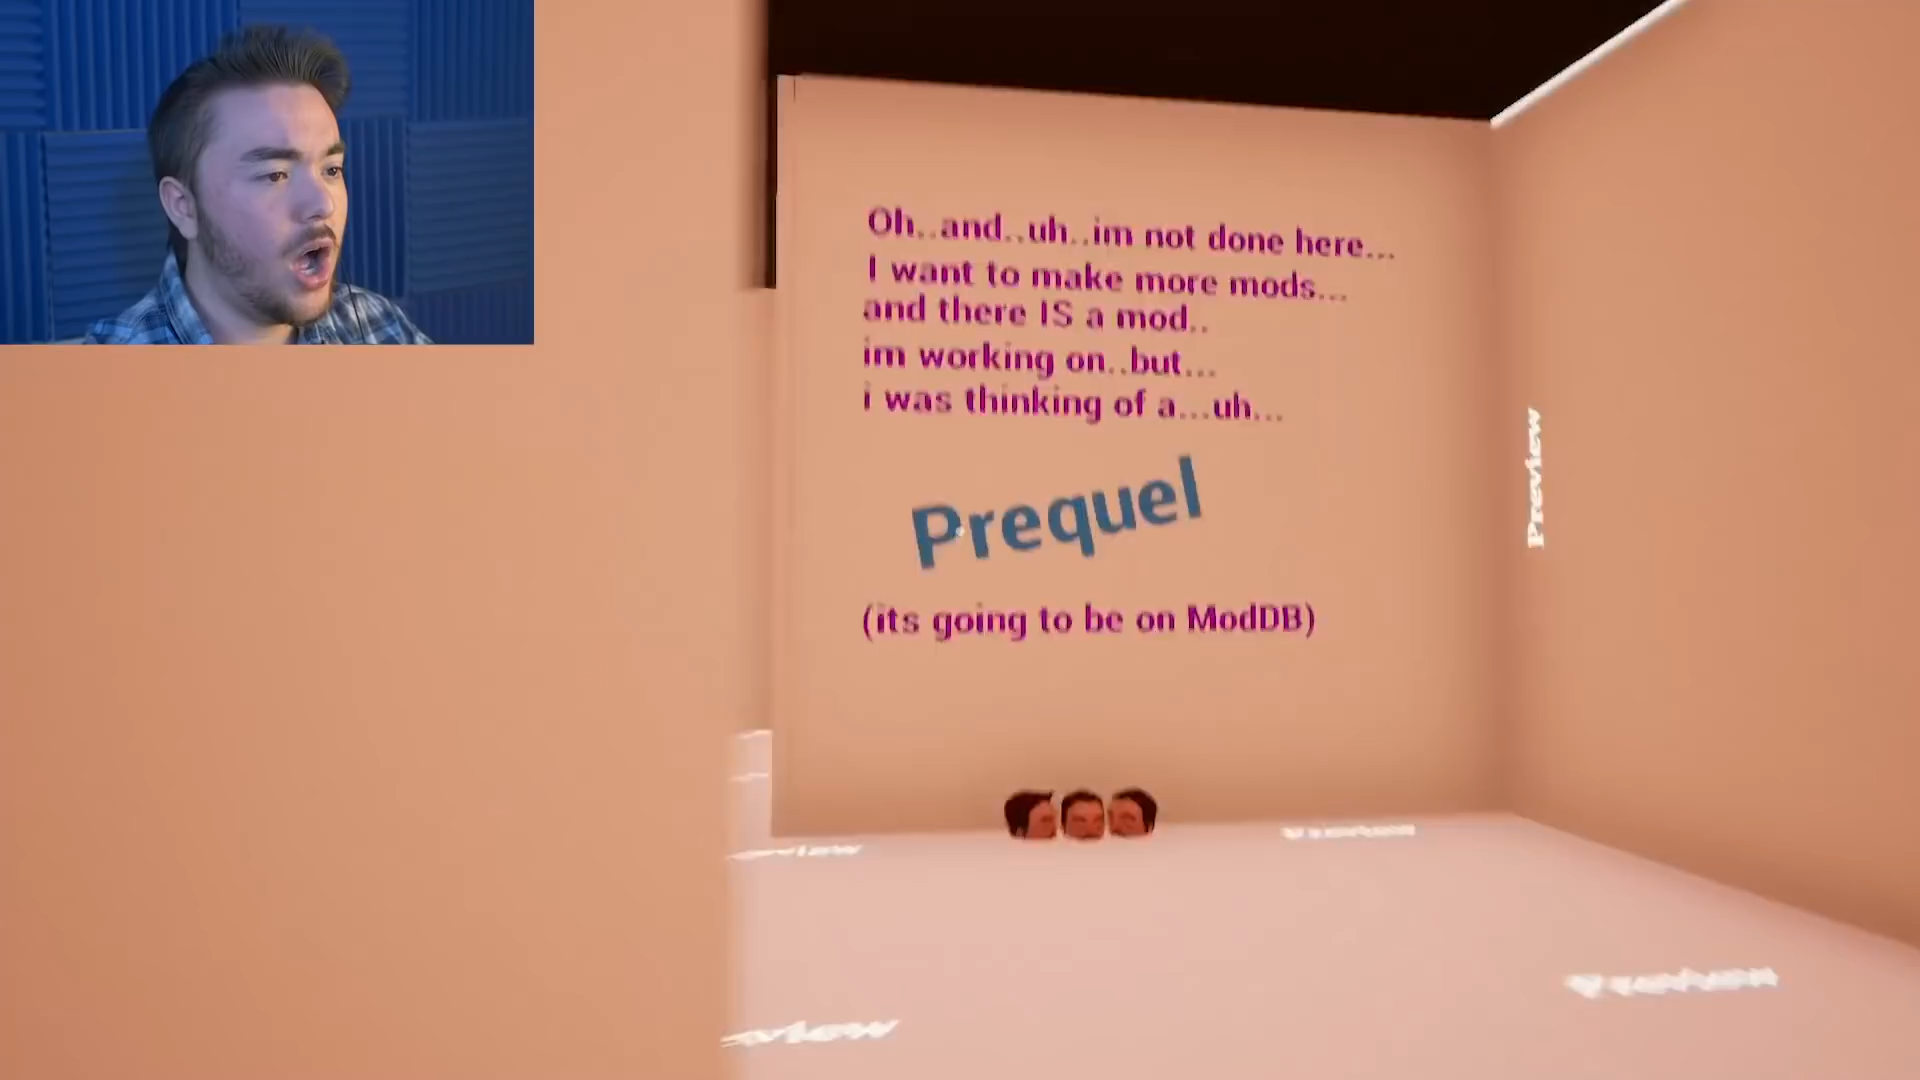 Oh..and..uh..im not done here...
I want to make more mods...
and there IS a mod..
im working on..but...
i was thinking of a...uh...
Prequel
(its going to be on ModDB)
Preview